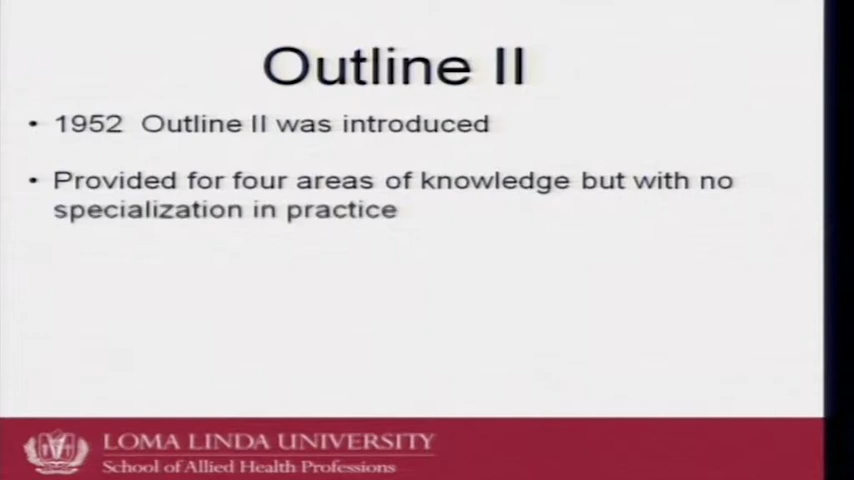 Outline II
• 1952 Outline II was introduced
• Provided for four areas of knowledge but with no
specialization in practice
LOMA LINDA UNIVERSITY
School of Allied Health Professions